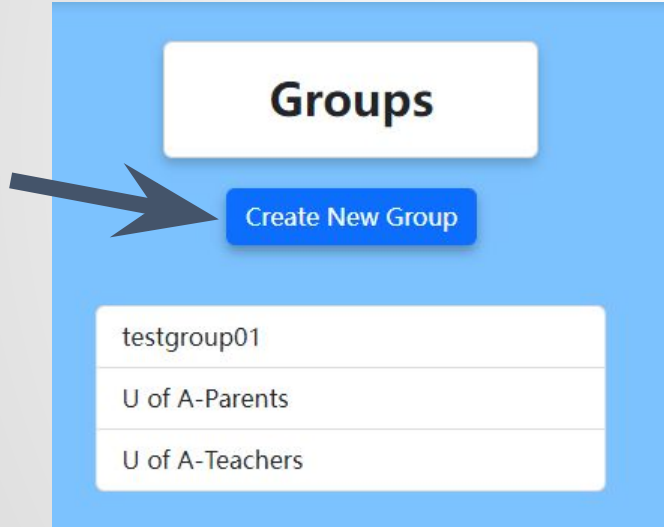 Groups
Create New Group
testgroup01
U of A-Parents
U of A-Teachers